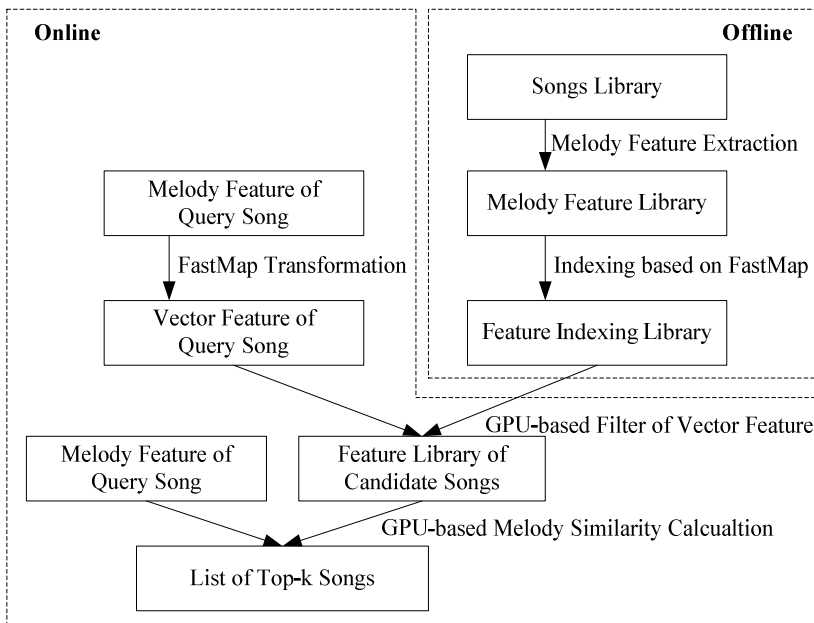 Online
Offline
Songs Library
Melody Feature Extraction
Melody Feature of
Query Song
Melody Feature Library
FastMap Transformation
Indexing based on FastMap
Vector Feature of
Query Song
Feature Indexing Library
GPU-based Filter of Vector Feature
Melody Feature of
Query Song
Feature Library of
Candidate Songs
GPU-based Melody Similarity Calcualtion
List of Top-k Songs